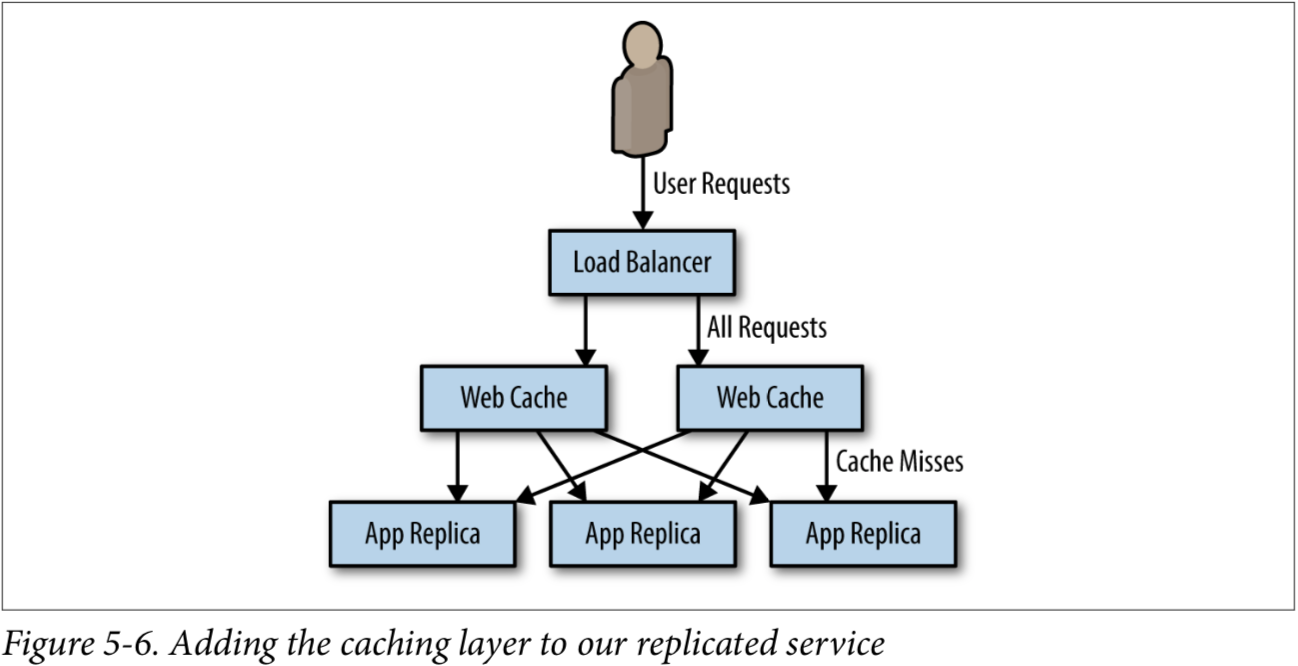 User Requests
Load Balancer
All Requests
Web Cache
Web Cache
Cache Misses
App Replica
App Replica
App Replica
Figure 5-6. Adding the caching layer to our replicated service